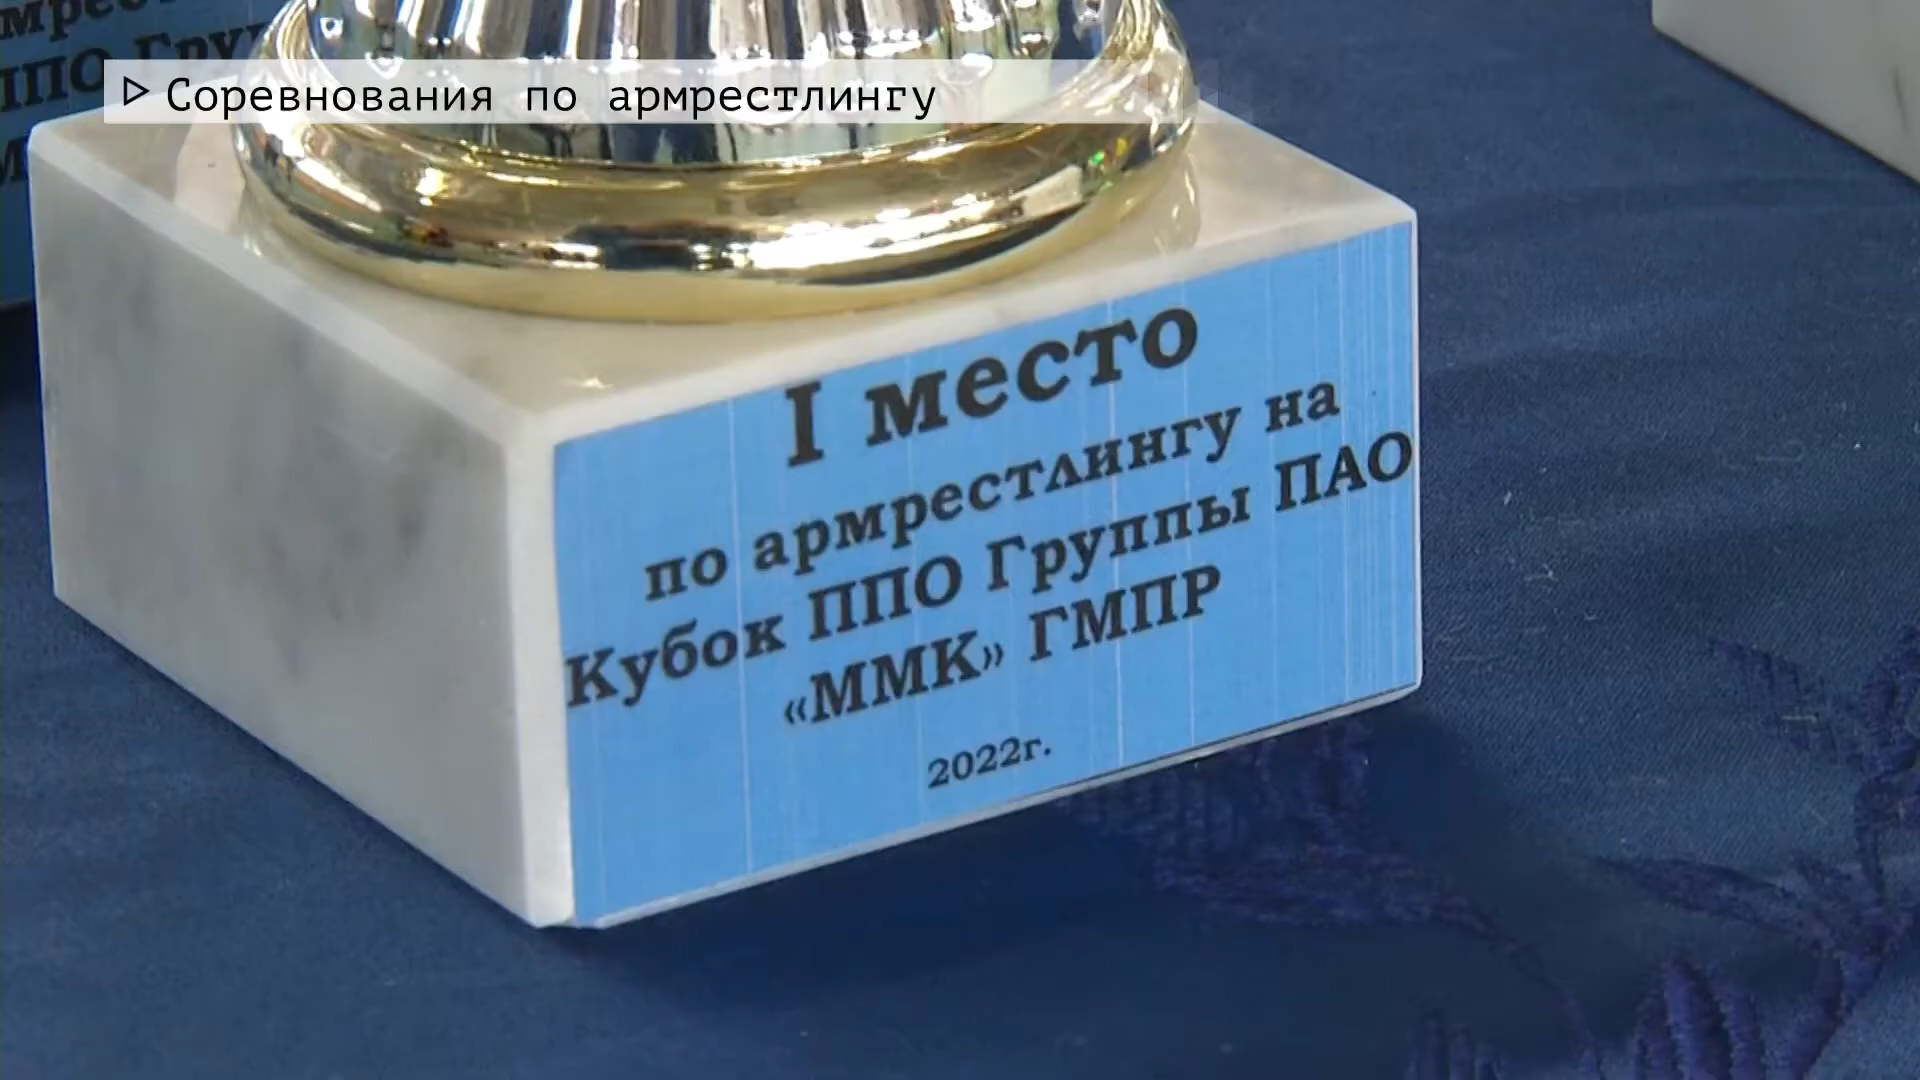 Соревнования по армрестлингу
I место
по армрестлингу на
Кубок ППО Группы ПАО
«ММК» ГМПР
2022г.